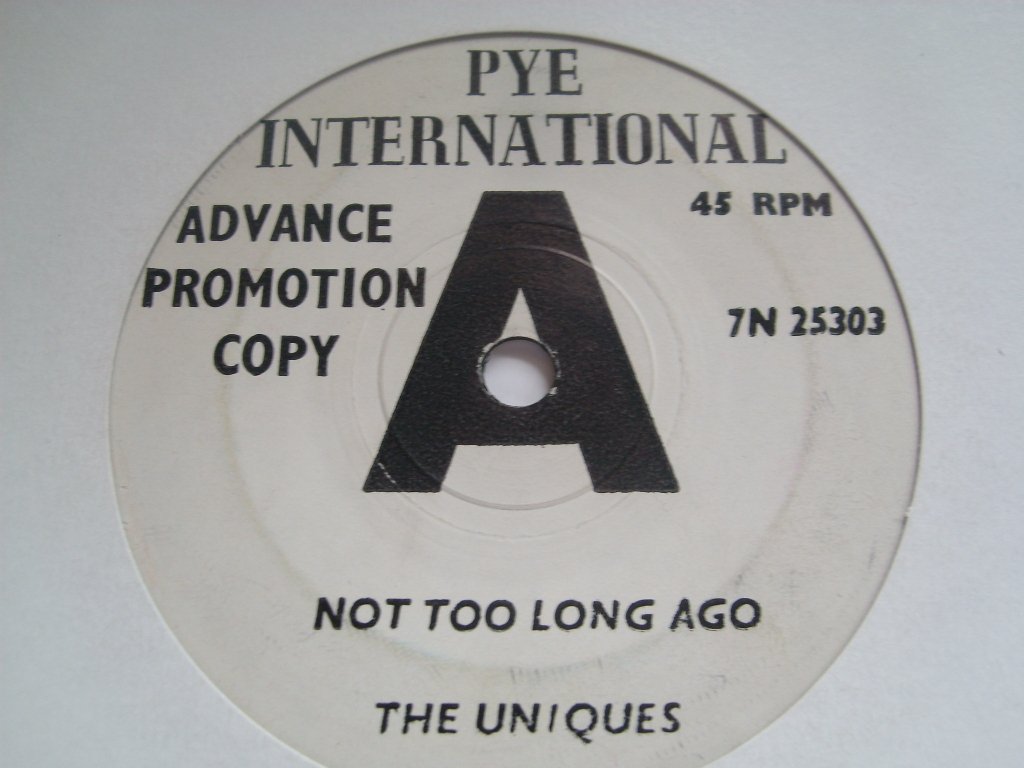 PYE
INTERNATIONAL
ADVANCE
PROMOTION
COPY
A
45 RPM
7N 25303
NOT TOO LONG AGO
THE UNIQUES